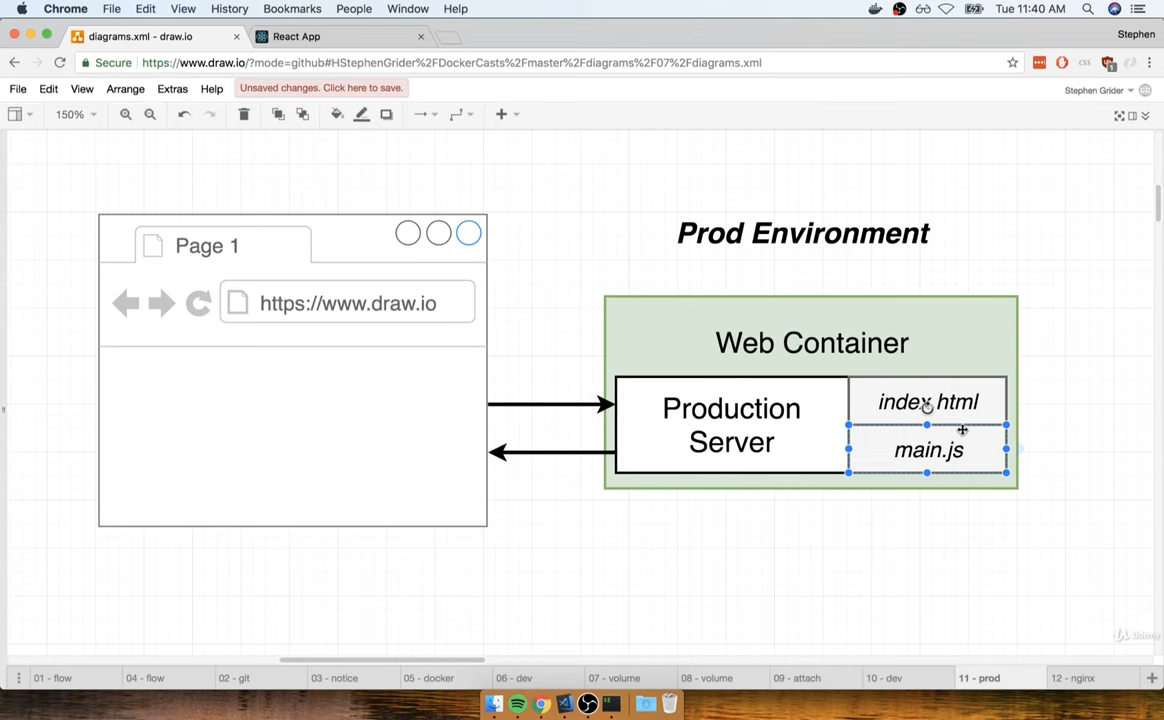 Chrome File Edit View History Bookmarks People Window Help Tue 11:40 AM
diagrams.xml - draw.io React App Stephen
Secure https://www.draw.io/?mode=github#HStephenGrider%2FDockerCasts%2Fmaster%2Fdiagrams%2F07%2Fdiagrams.xml
File Edit View Arrange Extras Help Unsaved changes. Click here to save. Stephen Grider
150%
Prod Environment
Page 1
https://www.draw.io
Web Container
Production
Server
index.html
main.js
Udemy
01 - flow 04 - flow 02 - git 03 - notice 05 - docker 06 - dev 07 - volume 08 - volume 09 - attach 10 - dev 11 - prod 12 - nginx